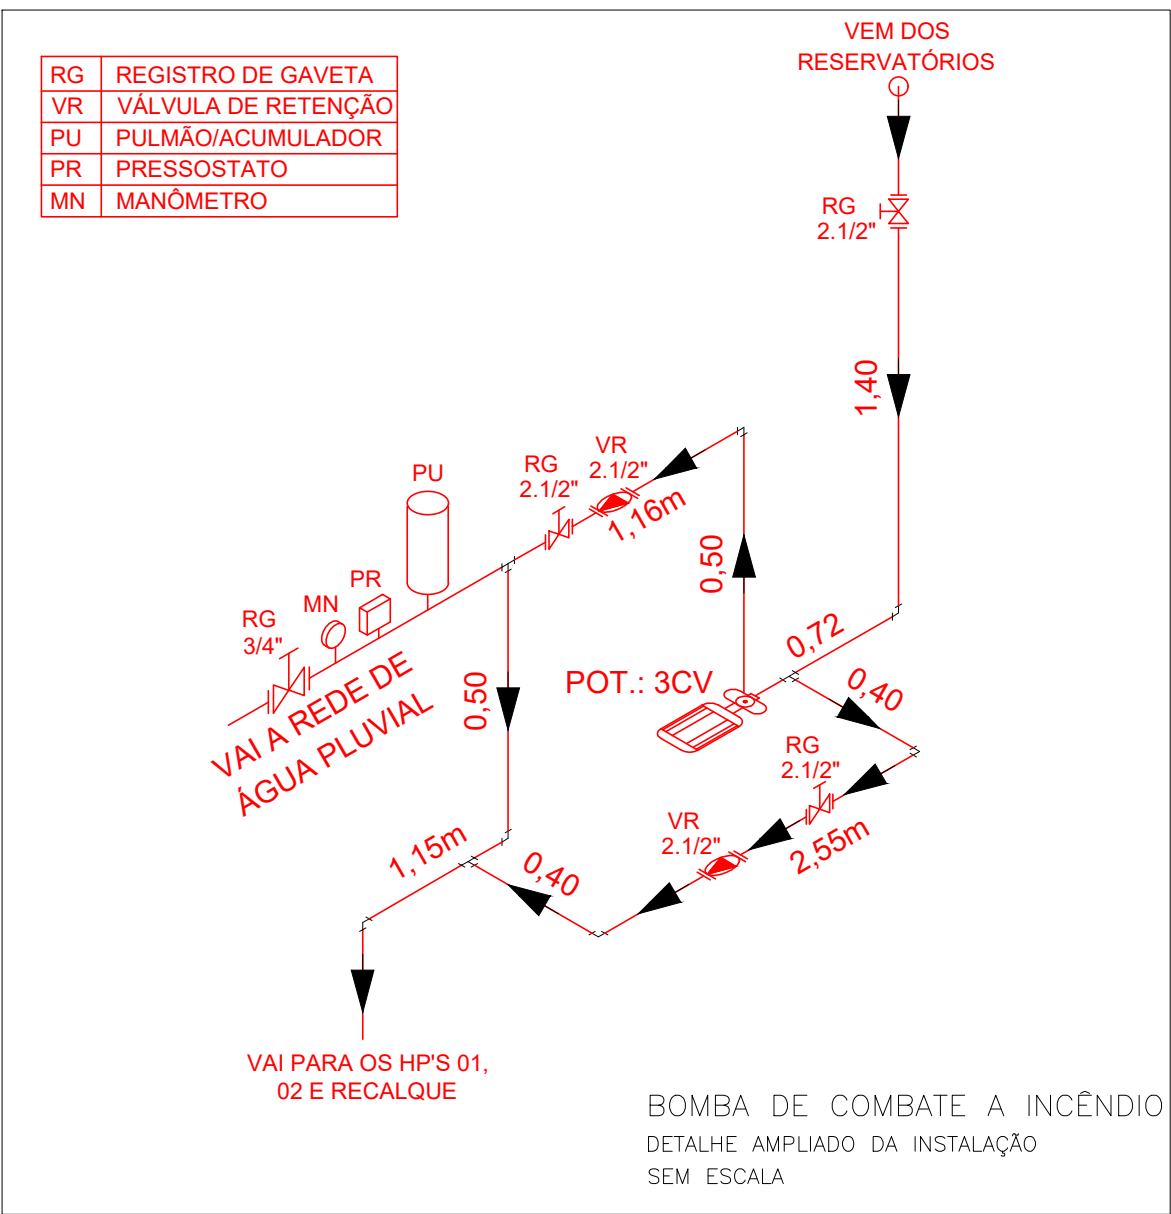 VEM DOS
RESERVATÓRIOS
RG REGISTRO DE GAVETA
VR VÁLVULA DE RETENÇÃO
PU PULMÃO/ACUMULADOR
PR PRESSOSTATO
MN MANÔMETRO
RG
2.1/2"
1,40
VR
2.1/2"
RG
2.1/2"
1,16m
PU
PR
MN
RG
3/4"
0,50
0,72
VAI A REDE DE
ÁGUA PLUVIAL
0,50
POT.: 3CV
0,40
RG
2.1/2"
VR
2.1/2"
2,55m
1,15m
0,40
VAI PARA OS HP'S 01,
02 E RECALQUE
BOMBA DE COMBATE A INCÊNDIO
DETALHE AMPLIADO DA INSTALAÇÃO
SEM ESCALA